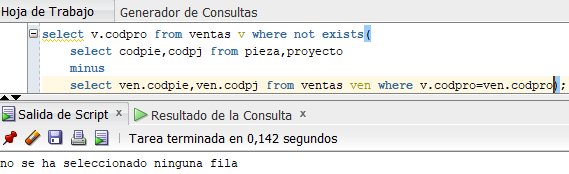 Hoja de Trabajo Generador de Consultas
select v.codpro from ventas v where not exists(
select codpie,codpj from pieza,proyecto
minus
select ven.codpie,ven.codpj from ventas ven where v.codpro=ven.codpro);
Salida de Script x Resultado de la Consulta x
Tarea terminada en 0,142 segundos
no se ha seleccionado ninguna fila